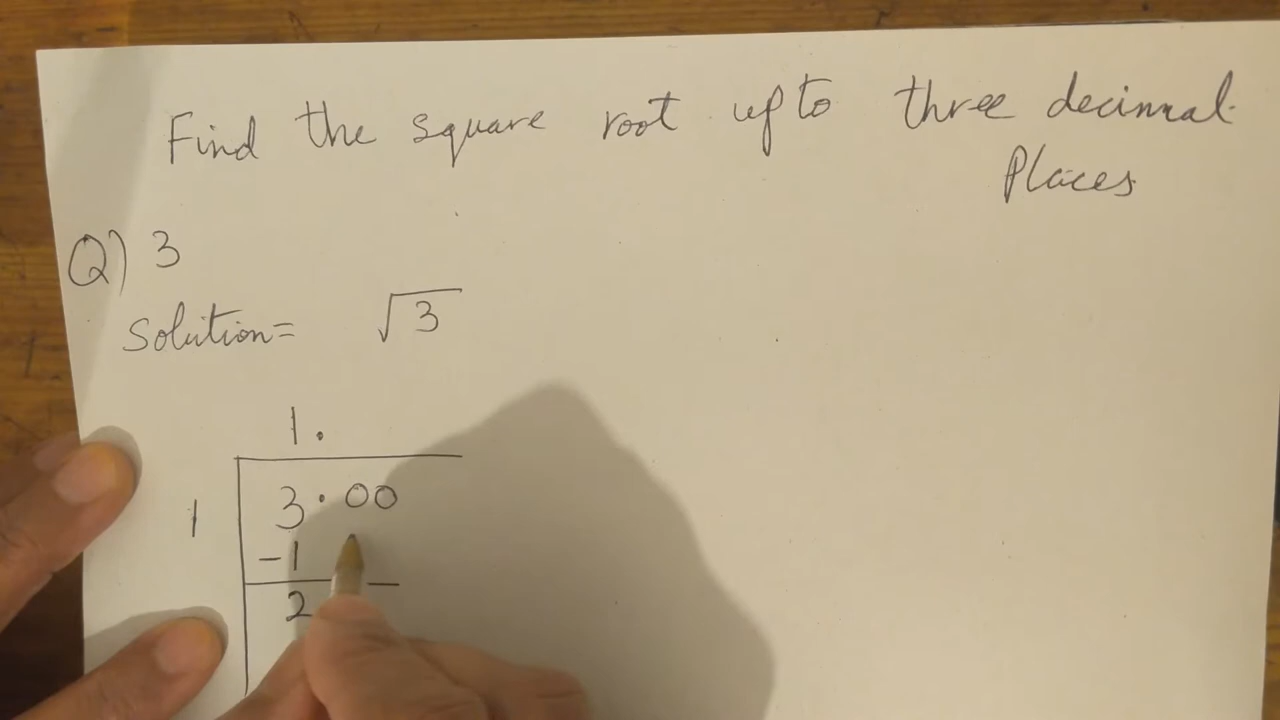 Find the square root upto three decimal
Places
Q) 3
Solution= √3
1.
1 3.00
-1
2